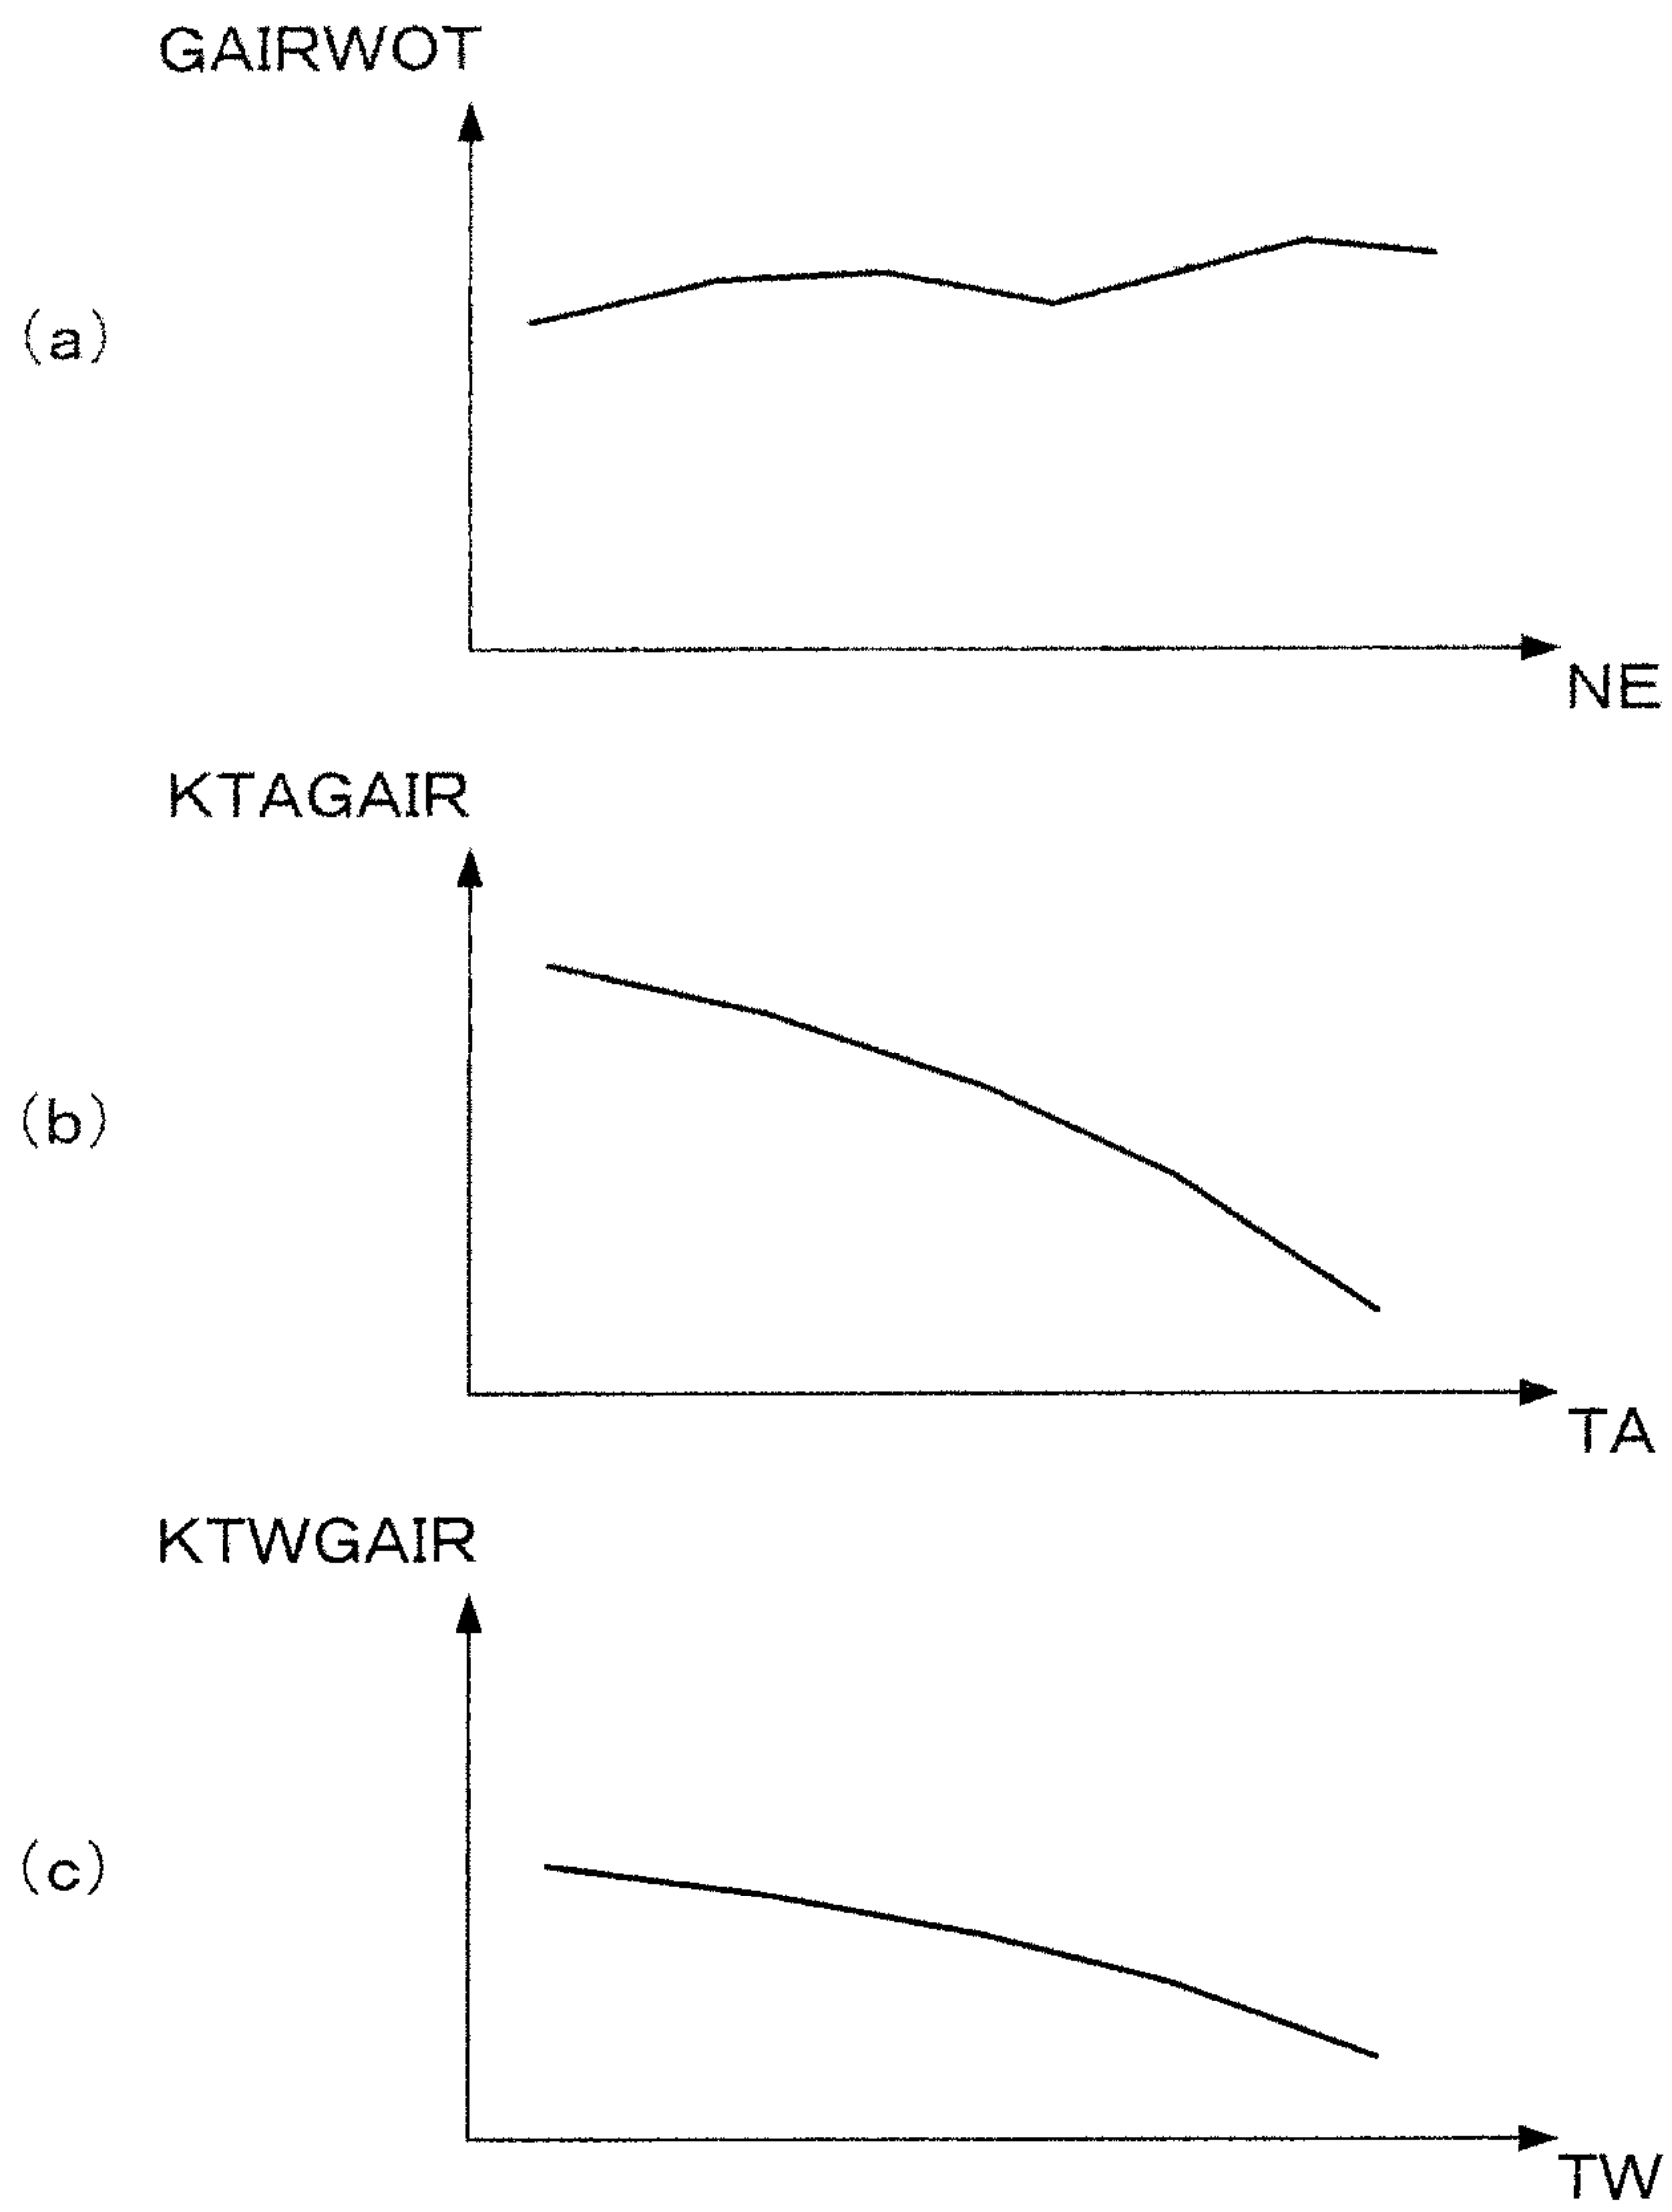 GAIRWOT
(a)
NE
KTAGAIR
(b)
TA
KTWGAIR
(c)
TW